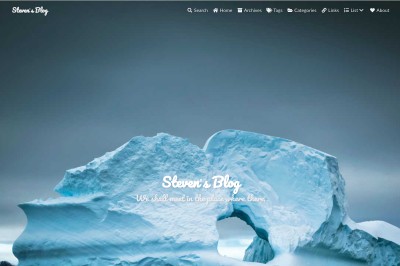 Steven's Blog
Search Home Archives Tags Categories Links List About
Steven's Blog
We shall meet in the place where there